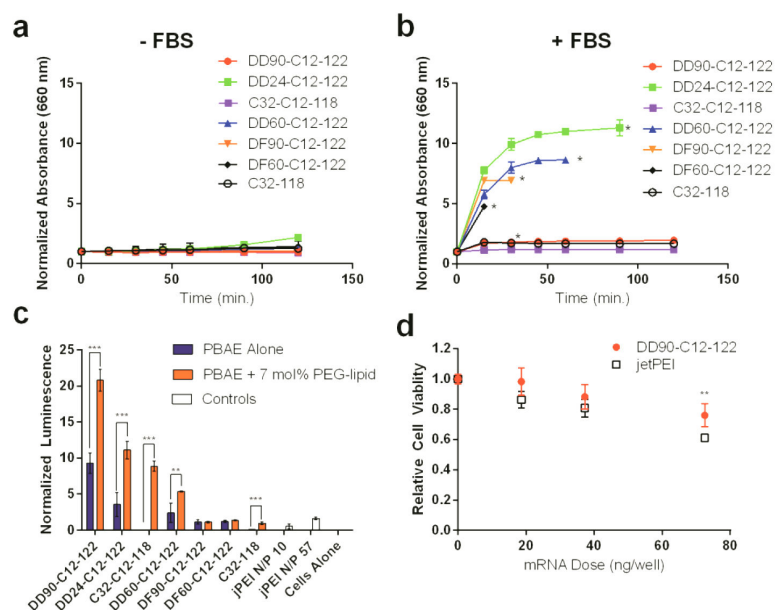 a
- FBS
Normalized Absorbance (660 nm)
15
10
5
0
0
50
100
150
Time (min.)
DD90-C12-122
DD24-C12-122
C32-C12-118
DD60-C12-122
DF90-C12-122
DF60-C12-122
C32-118
b
+ FBS
Normalized Absorbance (660 nm)
15
10
5
0
0
50
100
150
Time (min.)
DD90-C12-122
DD24-C12-122
C32-C12-118
DD60-C12-122
DF90-C12-122
DF60-C12-122
C32-118
*
*
*
*
*
c
Normalized Luminescence
25
20
15
10
5
0
PBAE Alone
PBAE + 7 mol% PEG-lipid
Controls
***
***
***
**
***
DD90-C12-122
DD24-C12-122
C32-C12-118
DD60-C12-122
DF90-C12-122
DF60-C12-122
C32-118
jPEI N/P 10
jPEI N/P 57
Cells Alone
d
Relative Cell Viablity
1.2
1.0
0.8
0.6
0.4
0.2
0.0
0
20
40
60
80
mRNA Dose (ng/well)
DD90-C12-122
jetPEI
**